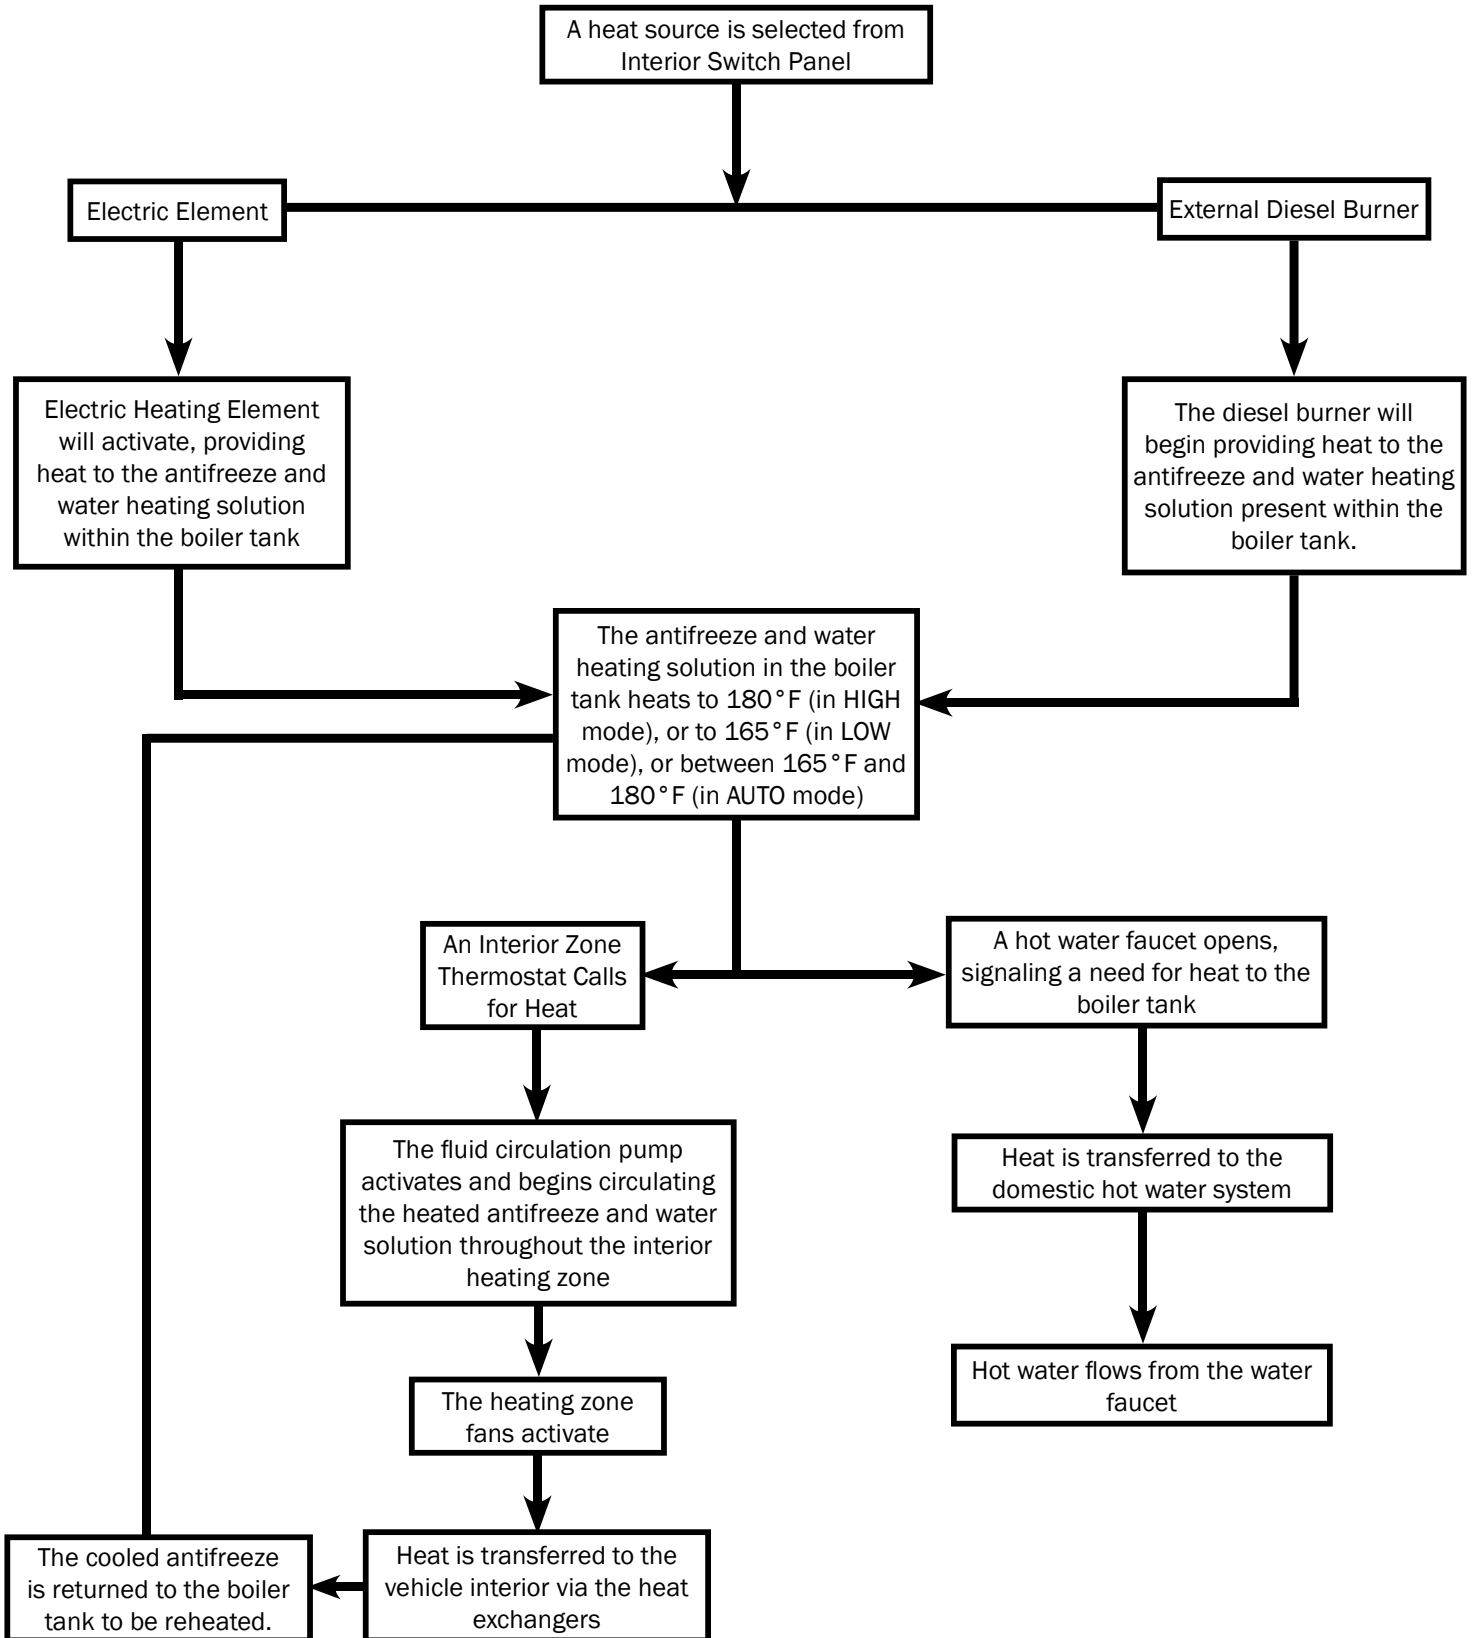 A heat source is selected from
Interior Switch Panel
Electric Element
External Diesel Burner
Electric Heating Element
will activate, providing
heat to the antifreeze and
water heating solution
within the boiler tank
The diesel burner will
begin providing heat to the
antifreeze and water heating
solution present within the
boiler tank.
The antifreeze and water
heating solution in the boiler
tank heats to 180°F (in HIGH
mode), or to 165°F (in LOW
mode), or between 165°F and
180°F (in AUTO mode)
An Interior Zone
Thermostat Calls
for Heat
A hot water faucet opens,
signaling a need for heat to the
boiler tank
The fluid circulation pump
activates and begins circulating
the heated antifreeze and water
solution throughout the interior
heating zone
Heat is transferred to the
domestic hot water system
The heating zone
fans activate
Hot water flows from the water
faucet
Heat is transferred to the
vehicle interior via the heat
exchangers
The cooled antifreeze
is returned to the boiler
tank to be reheated.